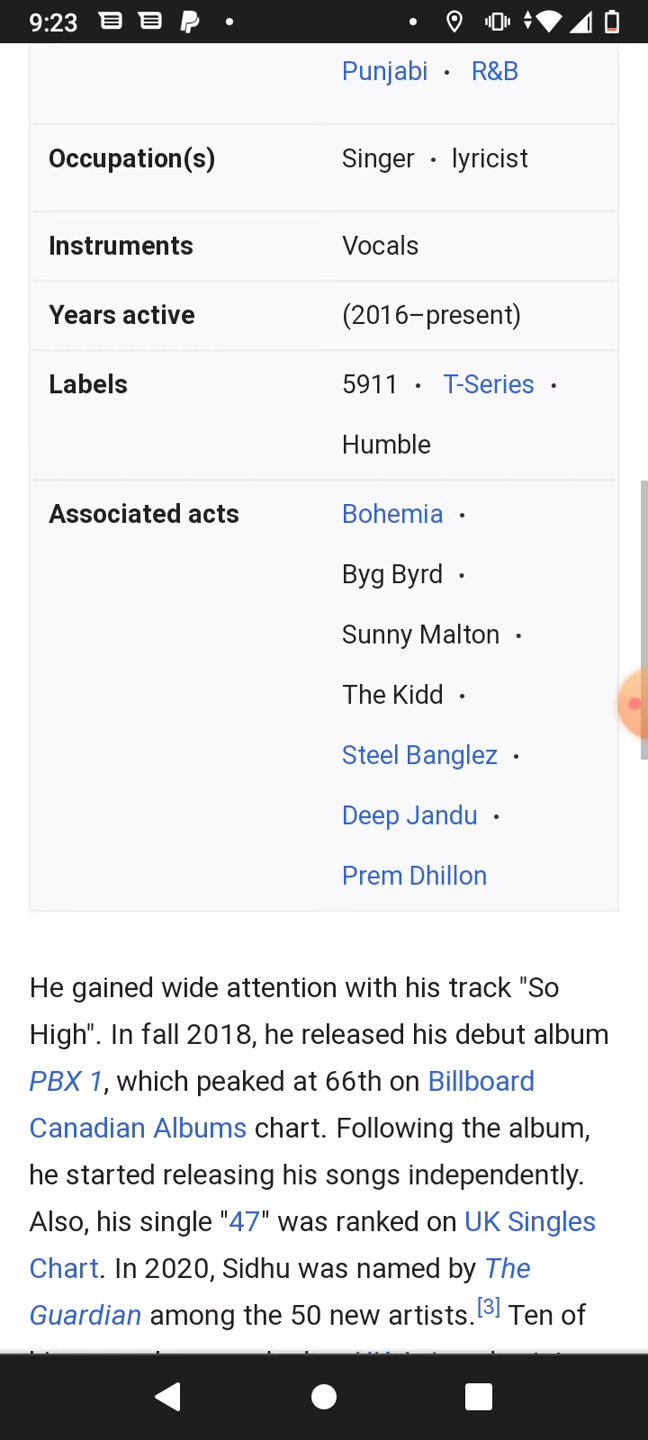 9:23
Punjabi • R&B
Occupation(s) Singer • lyricist
Instruments Vocals
Years active (2016–present)
Labels 5911 • T-Series •
Humble
Associated acts Bohemia •
Byg Byrd •
Sunny Malton •
The Kidd •
Steel Banglez •
Deep Jandu •
Prem Dhillon
He gained wide attention with his track "So
High". In fall 2018, he released his debut album
PBX 1, which peaked at 66th on Billboard
Canadian Albums chart. Following the album,
he started releasing his songs independently.
Also, his single "47" was ranked on UK Singles
Chart. In 2020, Sidhu was named by The
Guardian among the 50 new artists.[3] Ten of